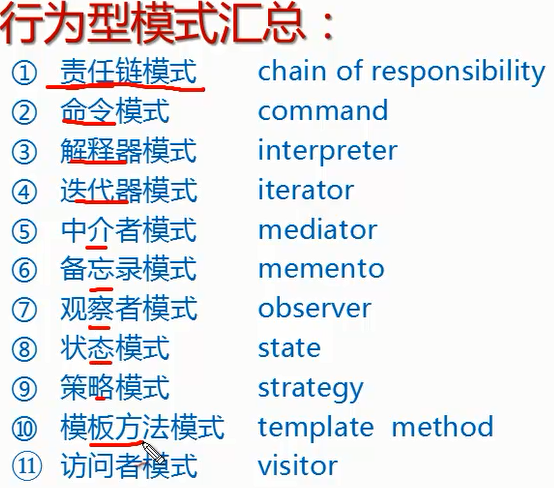 行为型模式汇总：
① 责任链模式 chain of responsibility
② 命令模式 command
③ 解释器模式 interpreter
④ 迭代器模式 iterator
⑤ 中介者模式 mediator
⑥ 备忘录模式 memento
⑦ 观察者模式 observer
⑧ 状态模式 state
⑨ 策略模式 strategy
⑩ 模板方法模式 template method
⑪ 访问者模式 visitor